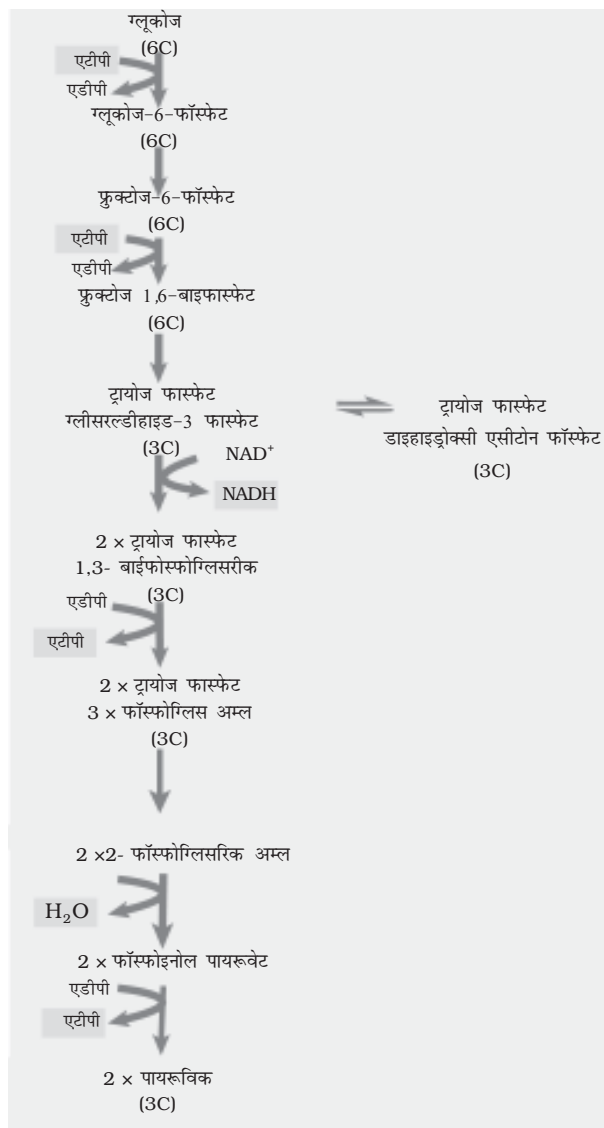 ग्लूकोज
(6C)
एटीपी
एडीपी
ग्लूकोज-6-फॉस्फेट
(6C)
फ्रुक्टोज-6-फॉस्फेट
(6C)
एटीपी
एडीपी
फ्रुक्टोज 1,6-बाइफास्फेट
(6C)
ट्रायोज फास्फेट
ग्लीसरल्डीहाइड-3 फास्फेट
(3C)
ट्रायोज फास्फेट
डाइहाइड्रोक्सी एसीटोन फॉस्फेट
(3C)
NAD⁺
NADH
2 × ट्रायोज फास्फेट
1,3- बाईफोस्फोग्लिसरीक
(3C)
एडीपी
एटीपी
2 × ट्रायोज फास्फेट
3 × फॉस्फोग्लिस अम्ल
(3C)
2 ×2- फॉस्फोग्लिसरिक अम्ल
H₂O
2 × फॉस्फोइनोल पायरूवेट
एडीपी
एटीपी
2 × पायरूविक
(3C)